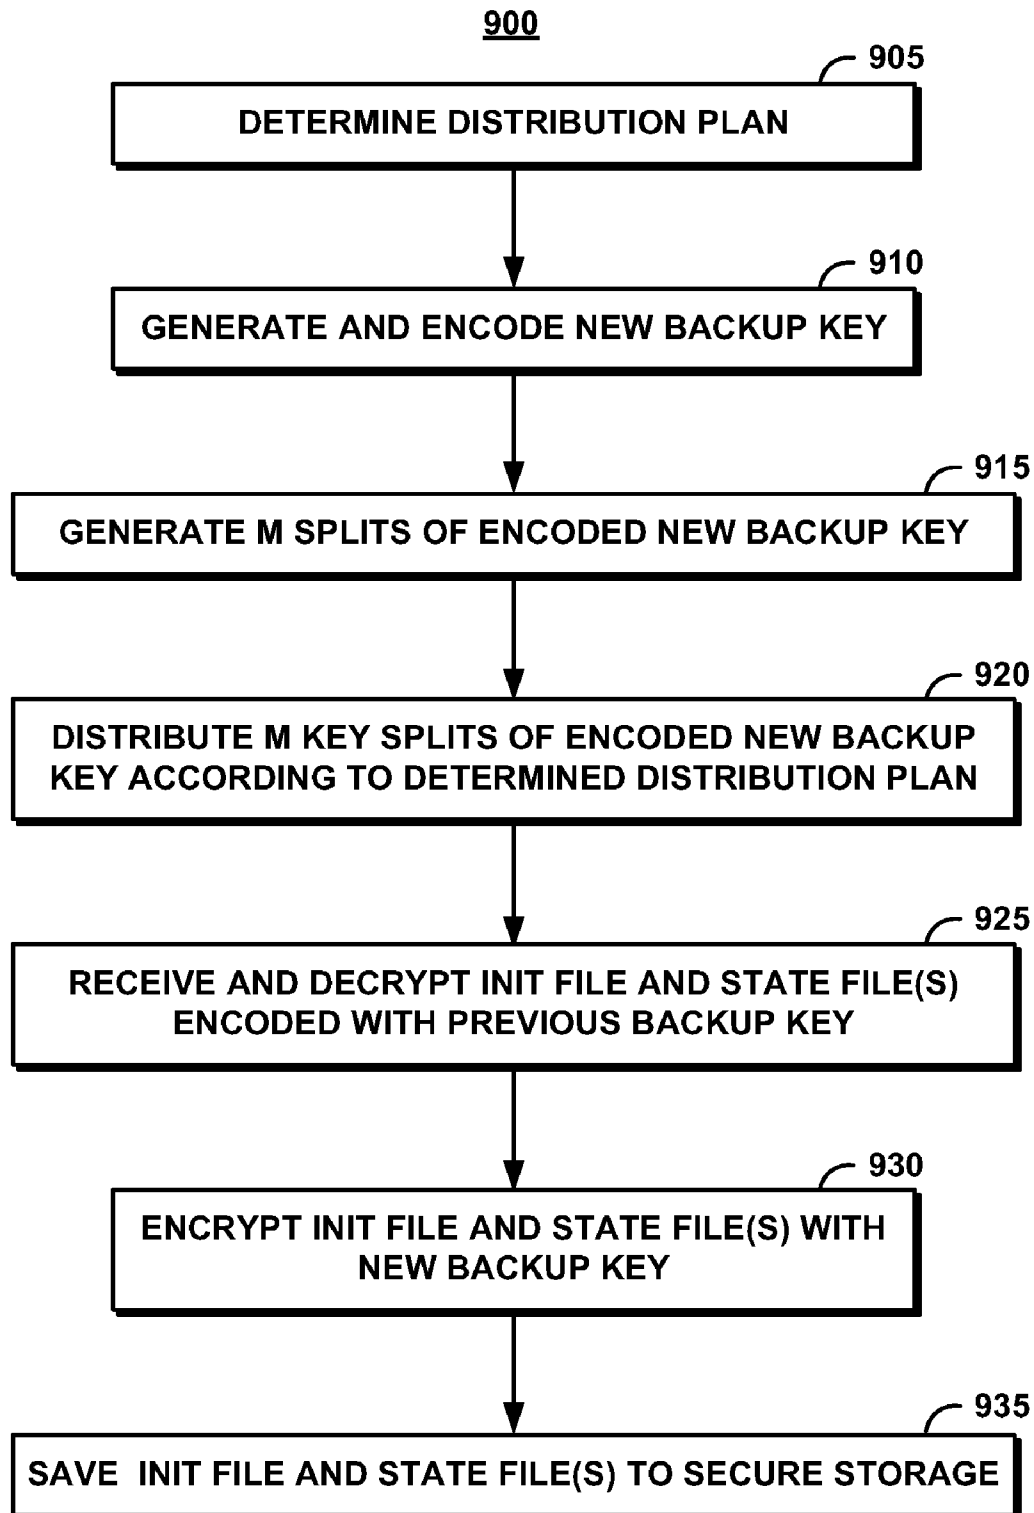 900
905
DETERMINE DISTRIBUTION PLAN
910
GENERATE AND ENCODE NEW BACKUP KEY
915
GENERATE M SPLITS OF ENCODED NEW BACKUP KEY
920
DISTRIBUTE M KEY SPLITS OF ENCODED NEW BACKUP
KEY ACCORDING TO DETERMINED DISTRIBUTION PLAN
925
RECEIVE AND DECRYPT INIT FILE AND STATE FILE(S)
ENCODED WITH PREVIOUS BACKUP KEY
930
ENCRYPT INIT FILE AND STATE FILE(S) WITH
NEW BACKUP KEY
935
SAVE INIT FILE AND STATE FILE(S) TO SECURE STORAGE